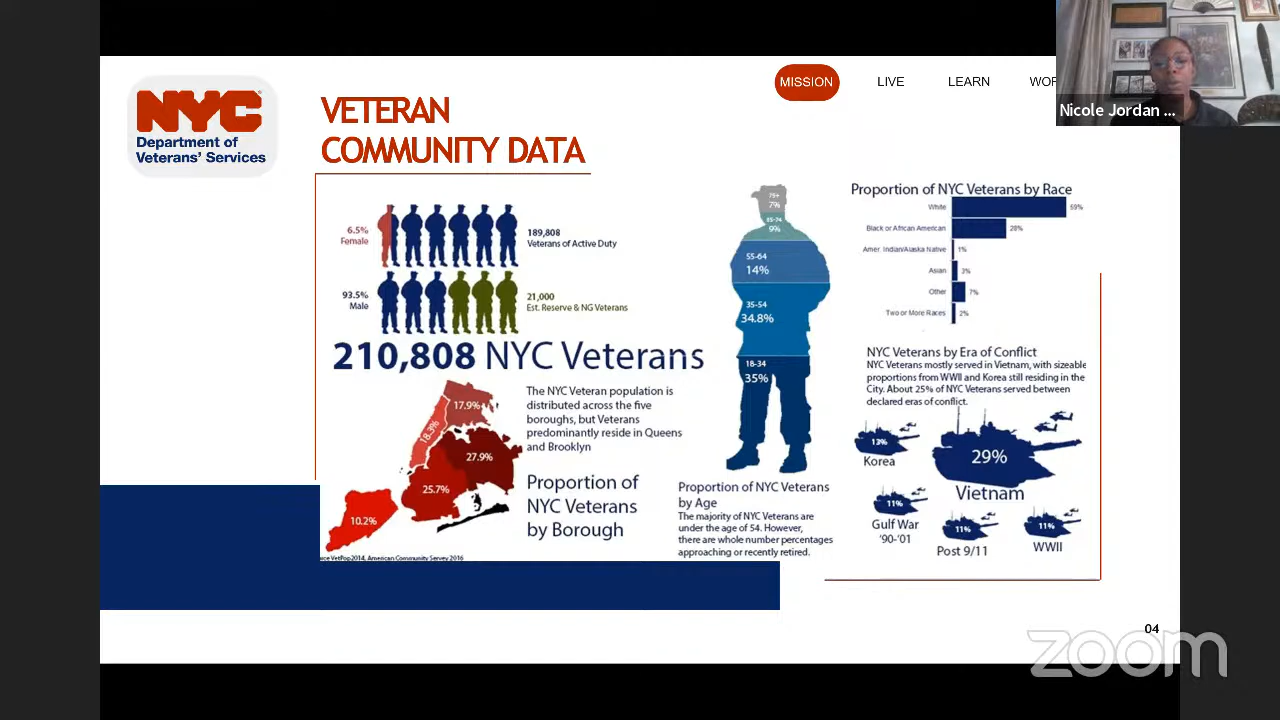 MISSION
LIVE
LEARN
Nicole Jordan ...
NYC
Department of
Veterans' Services
VETERAN
COMMUNITY DATA
6.5%
Female
189,808
Veterans of Active Duty
93.5%
Male
21,000
Est. Reserve & NG Veterans
210,808 NYC Veterans
17.9%
18.3%
27.9%
25.7%
10.2%
The NYC Veteran population is
distributed across the five
boroughs, but Veterans
predominantly reside in Queens
and Brooklyn
Proportion of
NYC Veterans
by Borough
VetPop2014, American Community Servey 2016
75+
7%
65-74
9%
55-64
14%
35-54
34.8%
18-34
35%
Proportion of NYC Veterans
by Age
The majority of NYC Veterans are
under the age of 54. However,
there are whole number percentages
approaching or recently retired.
Proportion of NYC Veterans by Race
White 59%
Black or African American 28%
Amer. Indian/Alaska Native 1%
Asian 3%
Other 7%
Two or More Races 2%
NYC Veterans by Era of Conflict
NYC Veterans mostly served in Vietnam, with sizeable
proportions from WWII and Korea still residing in the
City. About 25% of NYC Veterans served between
declared eras of conflict.
13%
Korea
29%
Vietnam
11%
Gulf War
'90-'01
11%
Post 9/11
11%
WWII
04
zoom